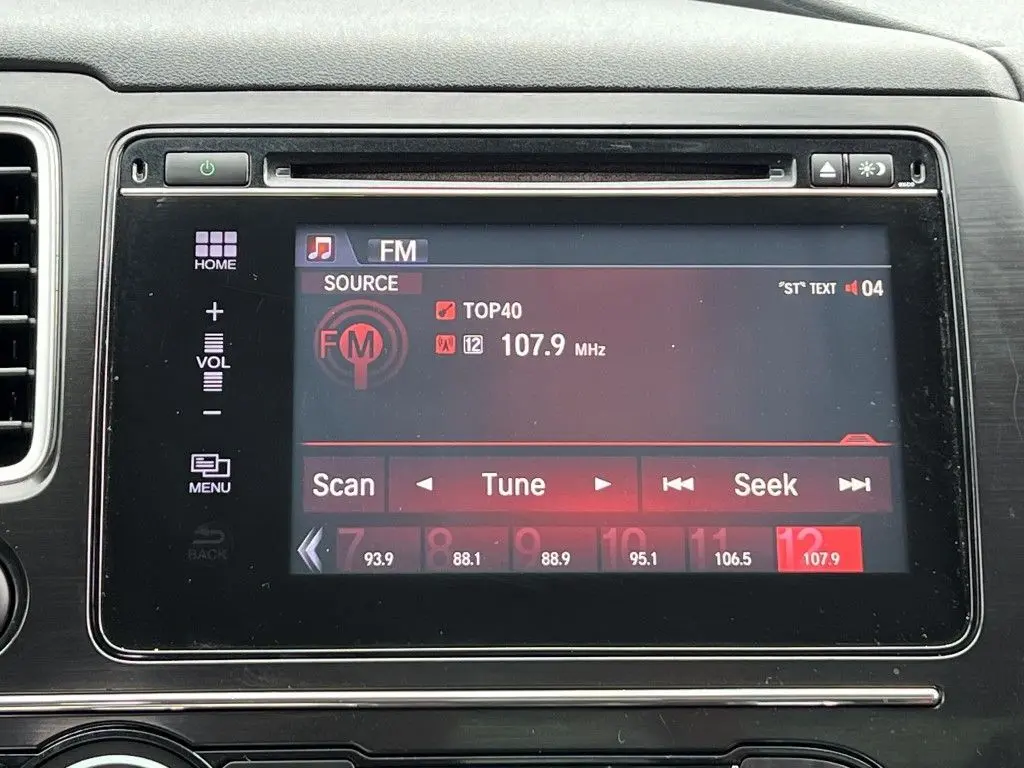 HOME
+
VOL
−
MENU
BACK
FM
SOURCE
"ST" TEXT 04
FM
TOP40
12 107.9 MHz
Scan ◄ Tune ► |◄◄ Seek ►►|
7 8 9 10 11 12
93.9 88.1 88.9 95.1 106.5 107.9